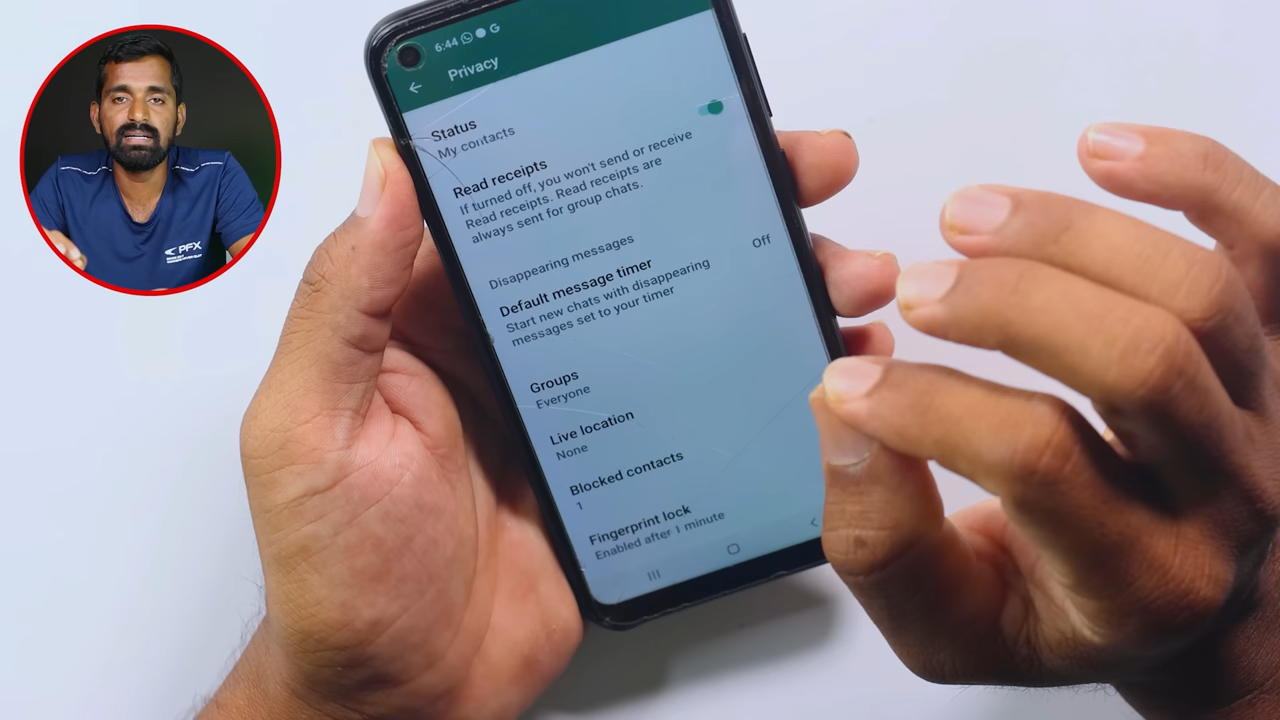 PFX
6:44
Privacy
Status
My contacts
Read receipts
If turned off, you won't send or receive
Read receipts. Read receipts are
always sent for group chats.
Disappearing messages
Default message timer
Off
Start new chats with disappearing
messages set to your timer
Groups
Everyone
Live location
None
Blocked contacts
1
Fingerprint lock
Enabled after 1 minute